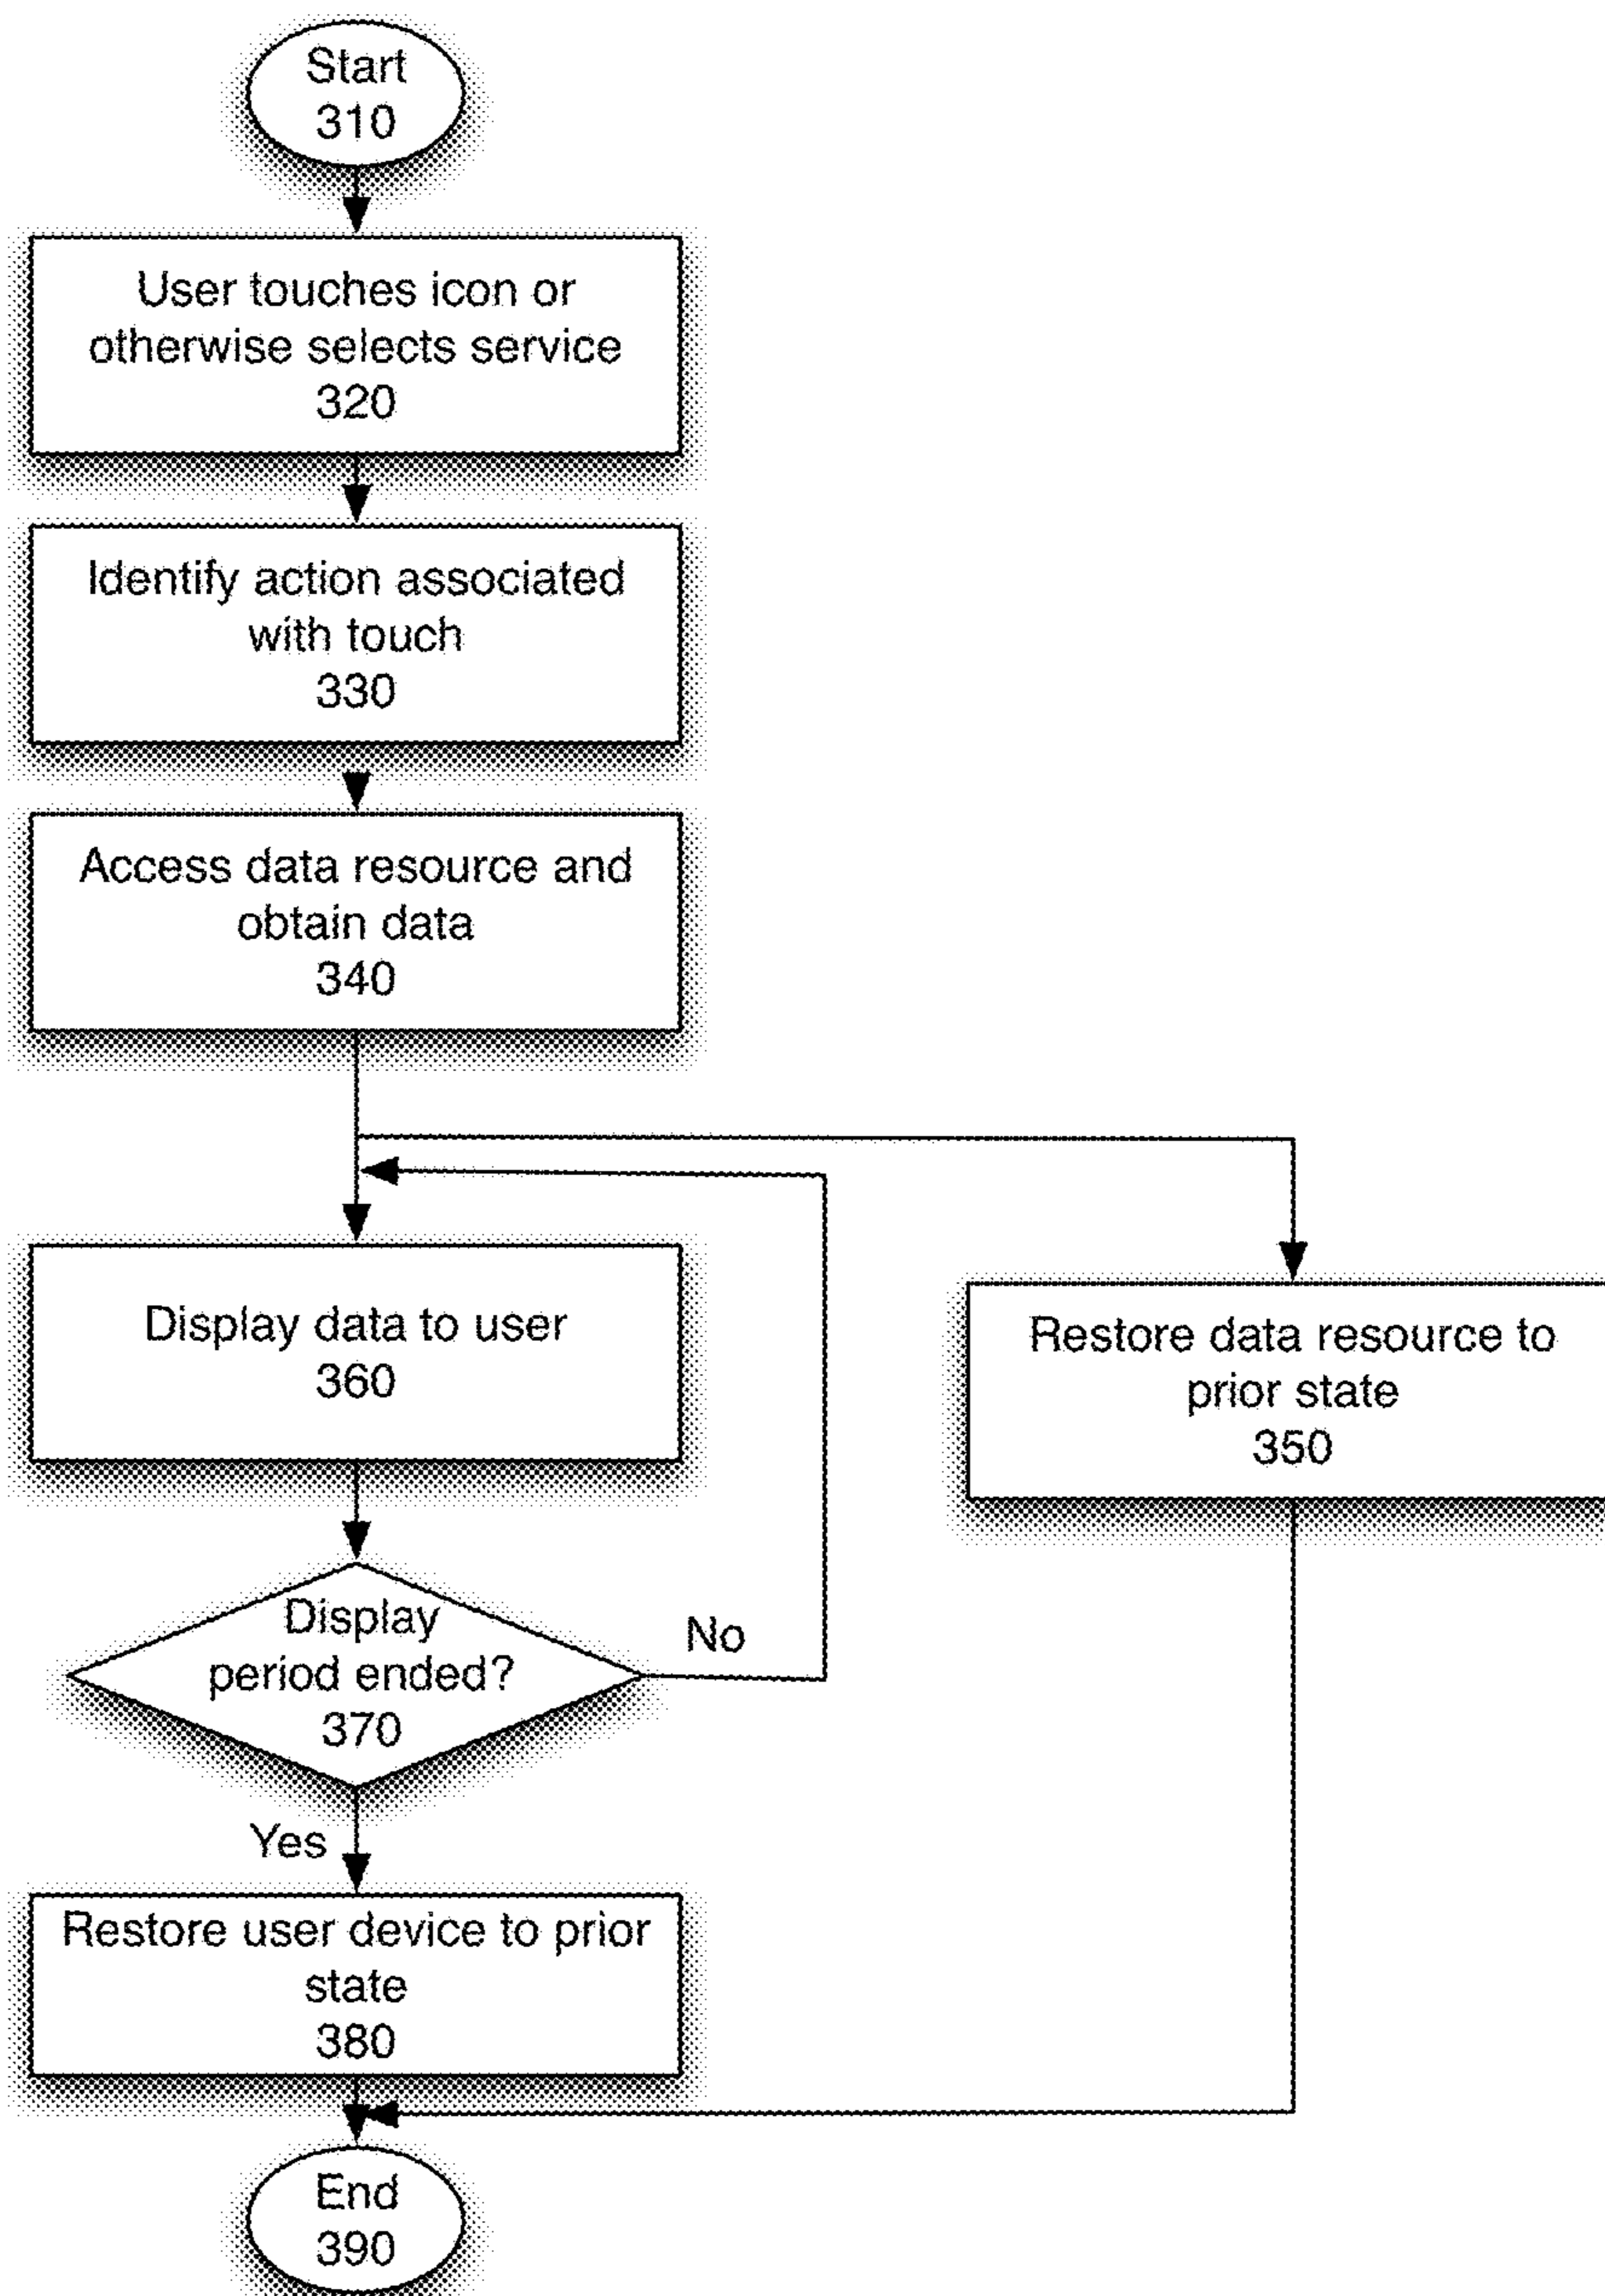 Start
310
User touches icon or
otherwise selects service
320
Identify action associated
with touch
330
Access data resource and
obtain data
340
Display data to user
360
Restore data resource to
prior state
350
Display
period ended?
370
No
Yes
Restore user device to prior
state
380
End
390